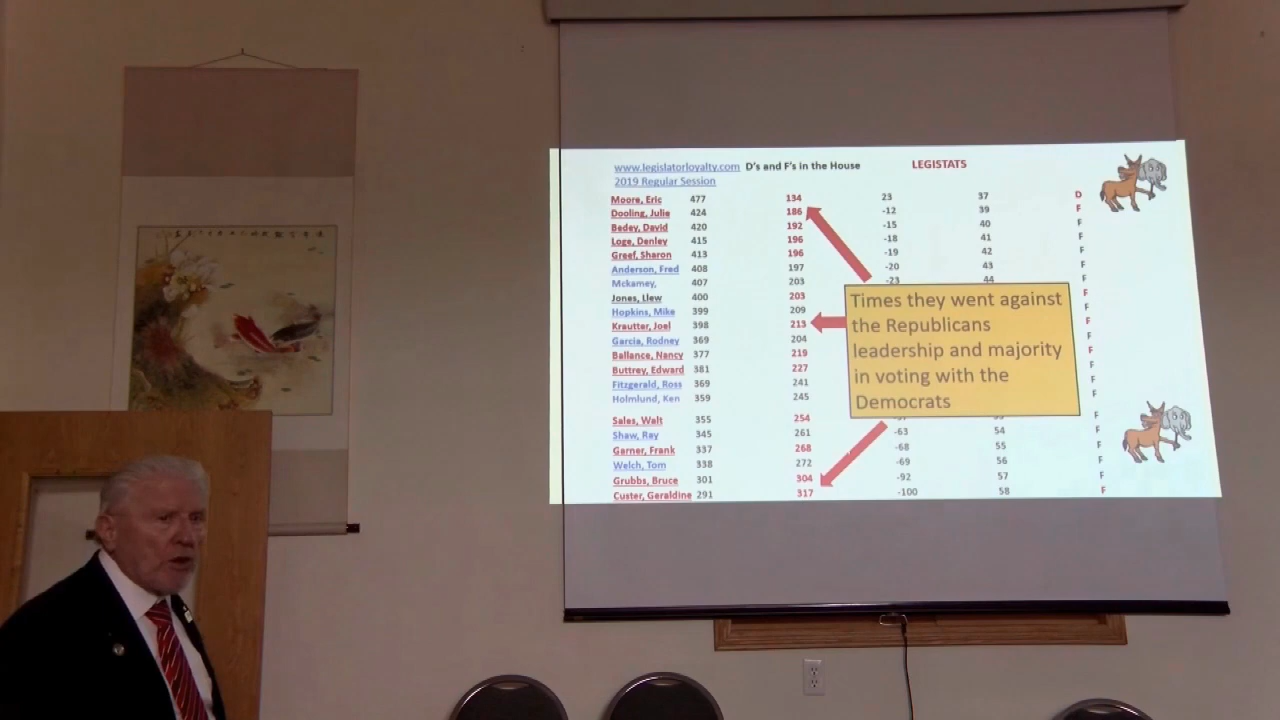 www.legislatorloyalty.com D's and F's in the House LEGISTATS
2019 Regular Session
Moore, Eric 477 134 23 37 D
Dooling, Julie 424 186 -12 39 F
Bedey, David 420 192 -15 40 F
Loge, Denley 415 196 -18 41 F
Greef, Sharon 413 196 -19 42 F
Anderson, Fred 408 197 -20 43 F
Mckamey, 407 203 -23 44 F
Jones, Llew 400 203 F
Hopkins, Mike 399 209 F
Krautter, Joel 398 213 F
Garcia, Rodney 369 204 F
Ballance, Nancy 377 219 F
Buttrey, Edward 381 227 F
Fitzgerald, Ross 369 241 F
Holmlund, Ken 359 245 F
Times they went against
the Republicans
leadership and majority
in voting with the
Democrats
Sales, Walt 355 254 F
Shaw, Ray 345 261 -63 54 F
Garner, Frank 337 268 -68 55 F
Welch, Tom 338 272 -69 56 F
Grubbs, Bruce 301 304 -92 57 F
Custer, Geraldine 291 317 -100 58 F